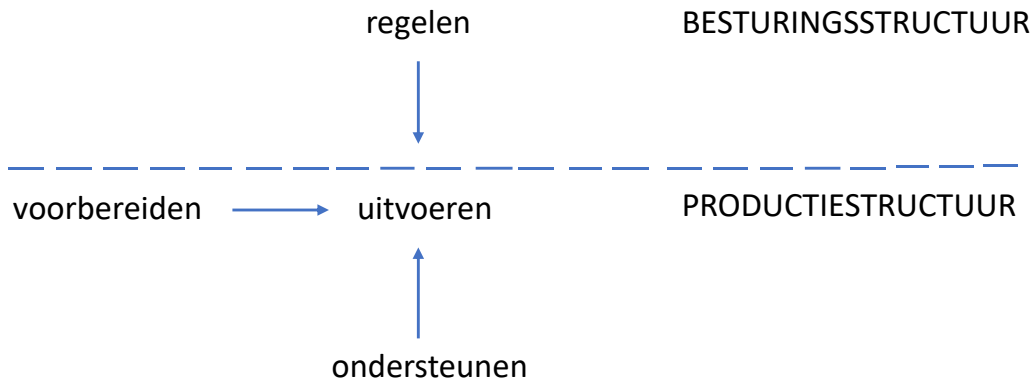 regelen BESTURINGSSTRUCTUUR
voorbereiden uitvoeren PRODUCTIESTRUCTUUR
ondersteunen